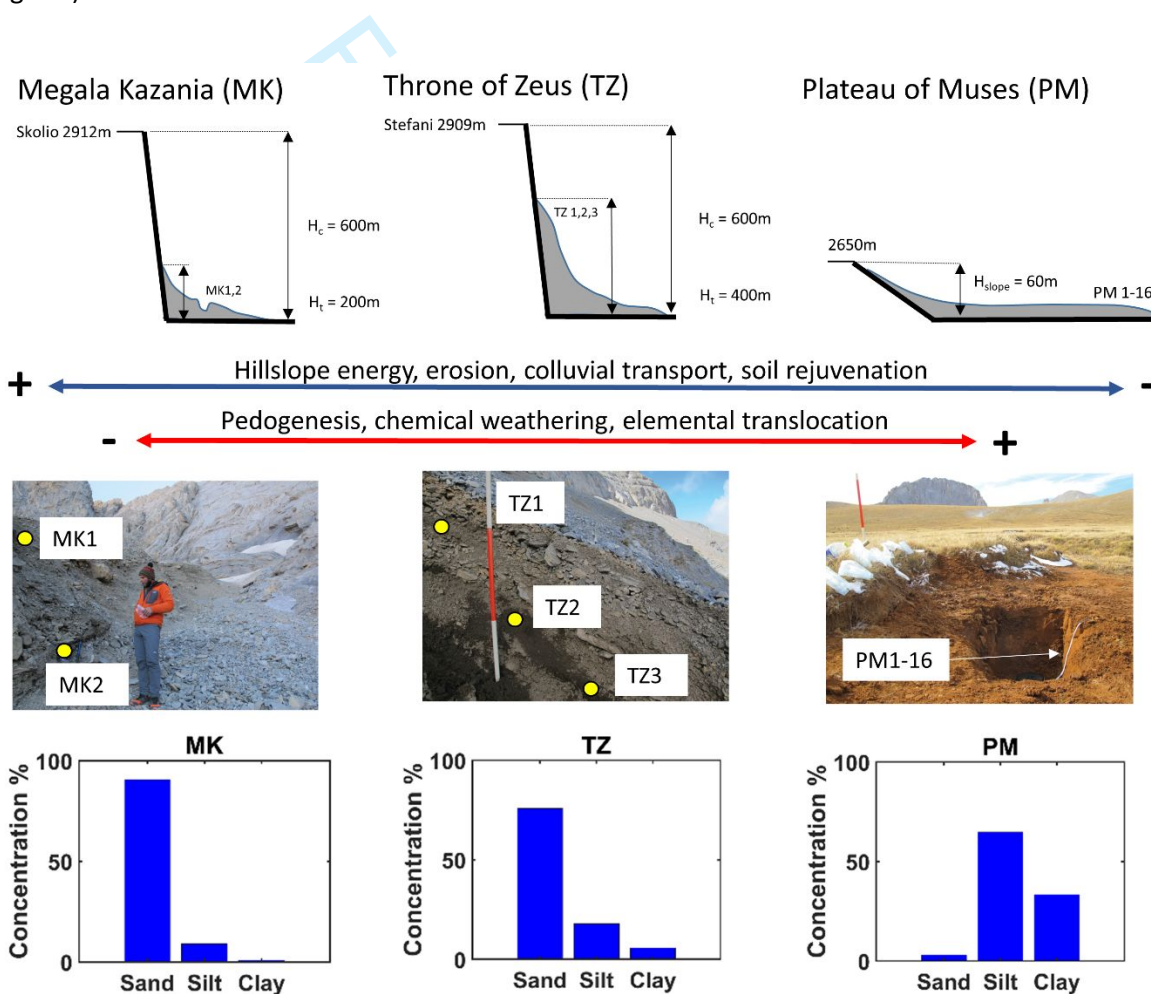 Megala Kazania (MK)
Throne of Zeus (TZ)
Plateau of Muses (PM)
Skolio 2912m
Stefani 2909m
2650m
MK1,2
Hc = 600m
Ht = 200m
TZ 1,2,3
Hc = 600m
Ht = 400m
Hslope = 60m
PM 1-16
Hillslope energy, erosion, colluvial transport, soil rejuvenation
+
-
Pedogenesis, chemical weathering, elemental translocation
-
+
MK1
MK2
TZ1
TZ2
TZ3
PM1-16
MK
Concentration %
100
50
0
Sand Silt Clay
TZ
Concentration %
100
50
0
Sand Silt Clay
PM
Concentration %
100
50
0
Sand Silt Clay